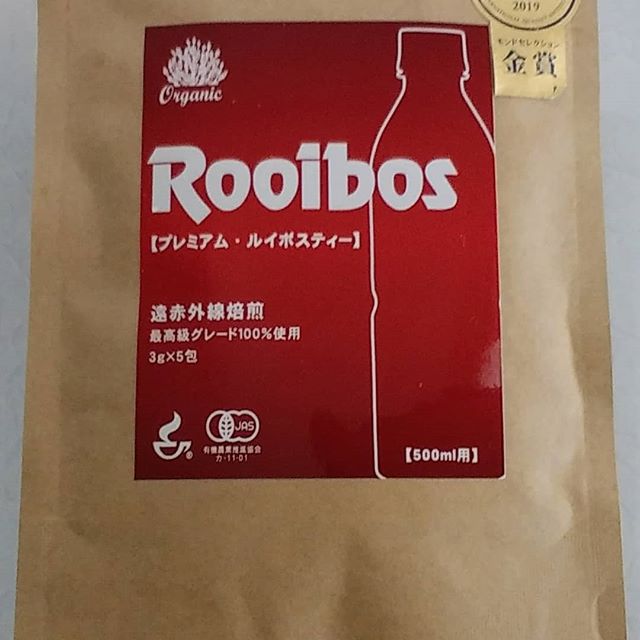 2019
モンドセレクション
金賞
Organic
Rooibos
【プレミアム・ルイボスティー】
遠赤外線焙煎
最高級グレード100%使用
3g×5包
JAS
有機農業推進協会
カ-11-01
【500ml用】